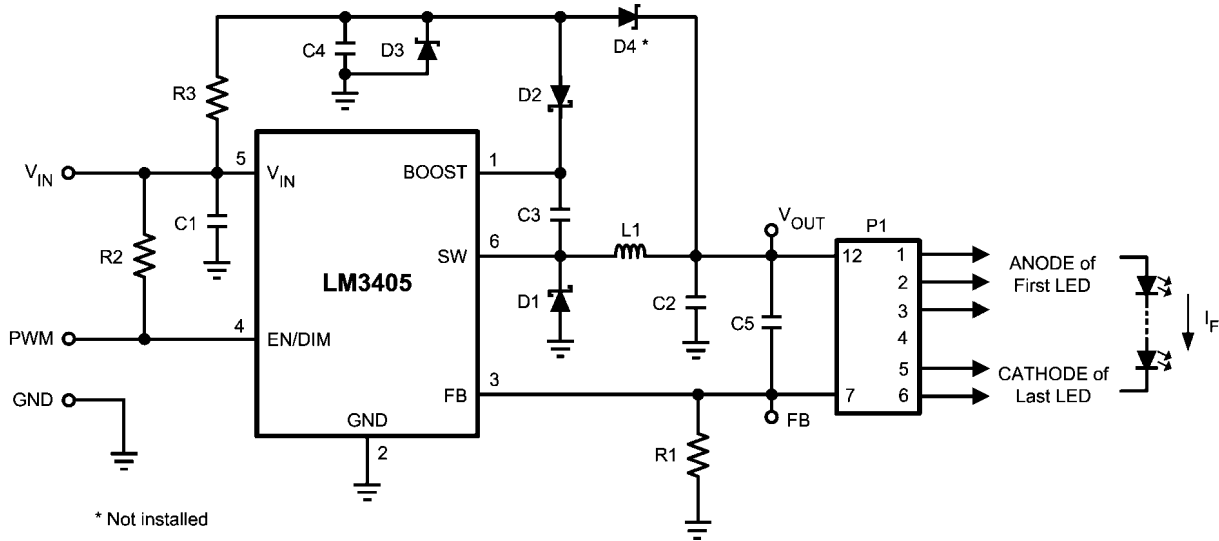 C4
D3
D4 *
R3
D2
5
1
V_IN
V_IN
BOOST
C1
C3
V_OUT
P1
R2
6
L1
12
1
ANODE of
First LED
SW
2
LM3405
D1
C2
C5
3
I_F
PWM
4
EN/DIM
4
5
CATHODE of
Last LED
3
GND
FB
7
6
GND
FB
2
R1
* Not installed